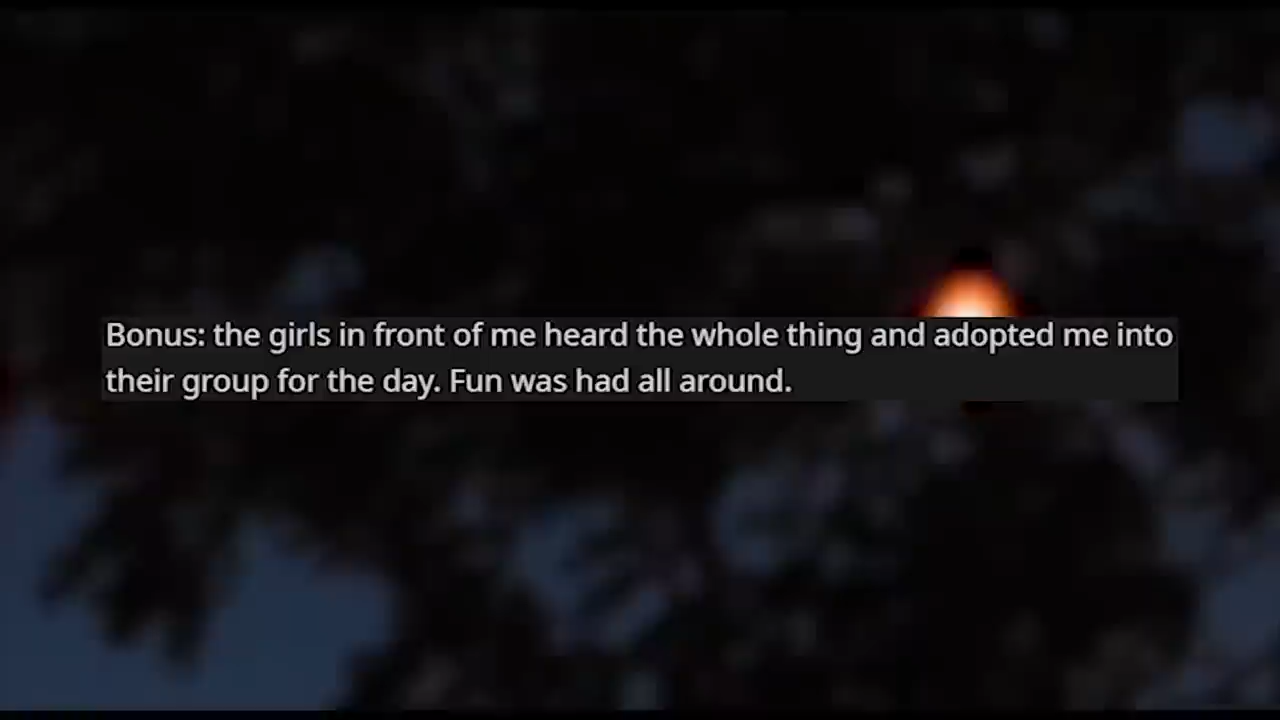 Bonus: the girls in front of me heard the whole thing and adopted me into
their group for the day. Fun was had all around.